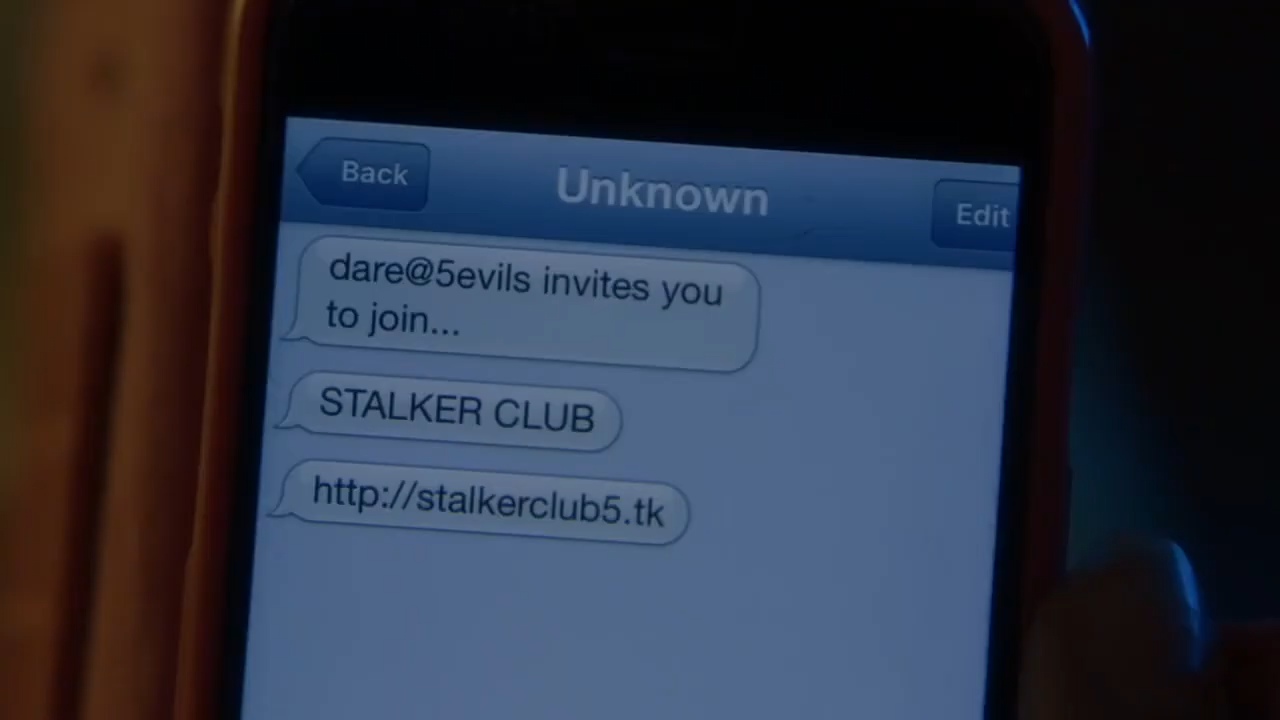 Back
Unknown
Edit
dare@5evils invites you
to join...
STALKER CLUB
http://stalkerclub5.tk